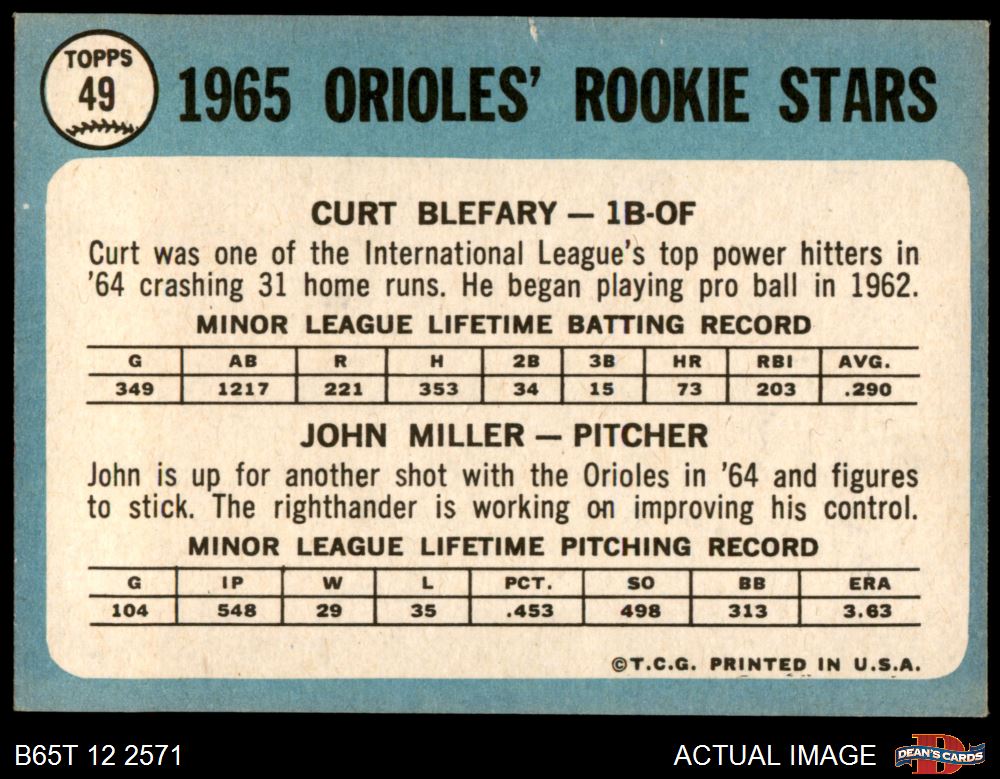 TOPPS
49
1965 ORIOLES' ROOKIE STARS
CURT BLEFARY — 1B-OF
Curt was one of the International League's top power hitters in
'64 crashing 31 home runs. He began playing pro ball in 1962.
MINOR LEAGUE LIFETIME BATTING RECORD
G AB R H 2B 3B HR RBI AVG.
349 1217 221 353 34 15 73 203 .290
JOHN MILLER — PITCHER
John is up for another shot with the Orioles in '64 and figures
to stick. The righthander is working on improving his control.
MINOR LEAGUE LIFETIME PITCHING RECORD
G IP W L PCT. SO BB ERA
104 548 29 35 .453 498 313 3.63
©T.C.G. PRINTED IN U.S.A.
B65T 12 2571
ACTUAL IMAGE
D
DEAN'S CARDS